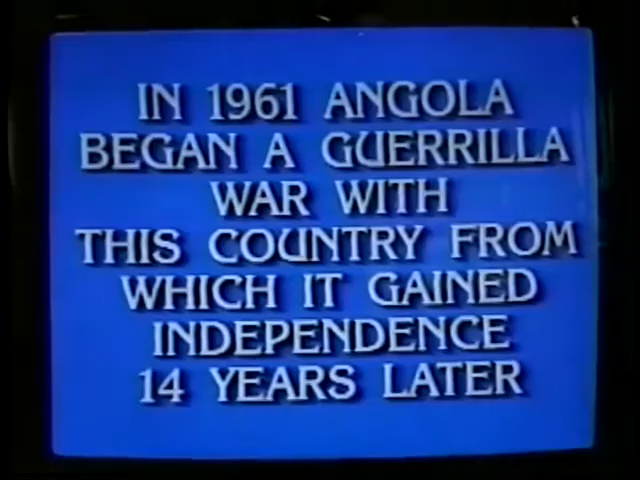 IN 1961 ANGOLA
BEGAN A GUERRILLA
WAR WITH
THIS COUNTRY FROM
WHICH IT GAINED
INDEPENDENCE
14 YEARS LATER